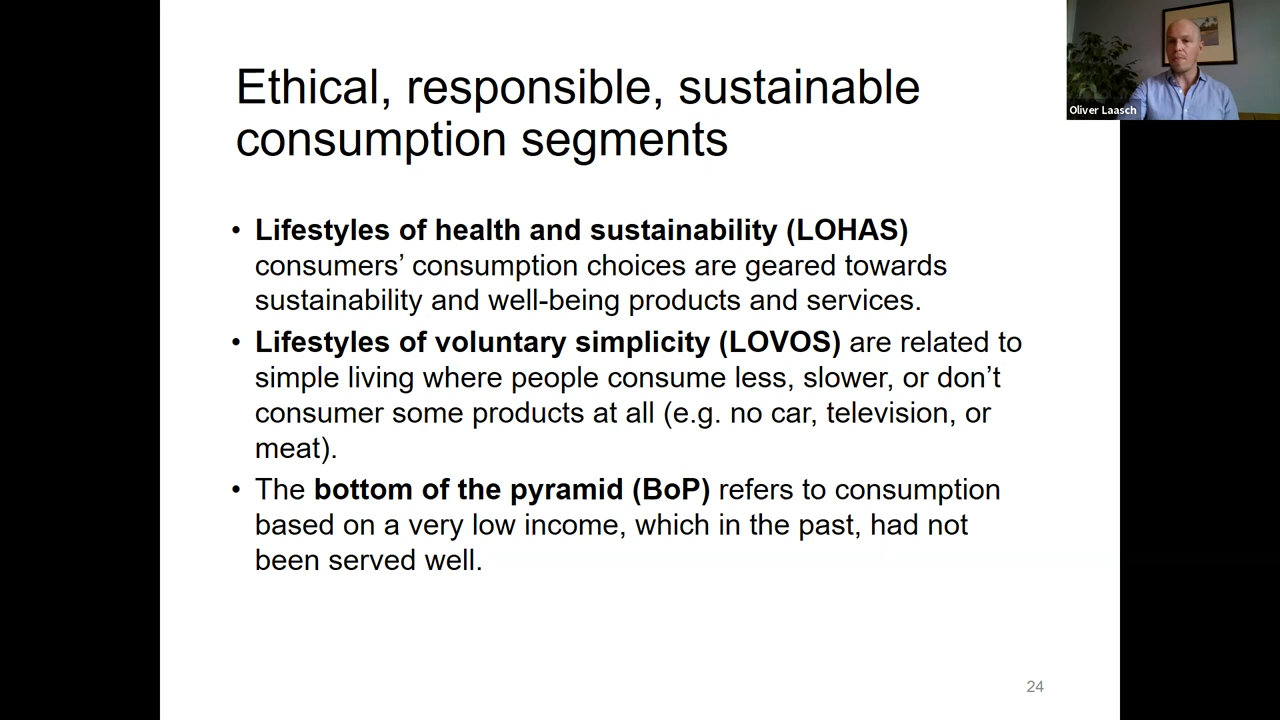 Ethical, responsible, sustainable
consumption segments
• Lifestyles of health and sustainability (LOHAS)
consumers’ consumption choices are geared towards
sustainability and well-being products and services.
• Lifestyles of voluntary simplicity (LOVOS) are related to
simple living where people consume less, slower, or don’t
consumer some products at all (e.g. no car, television, or
meat).
• The bottom of the pyramid (BoP) refers to consumption
based on a very low income, which in the past, had not
been served well.
24
Oliver Laasch